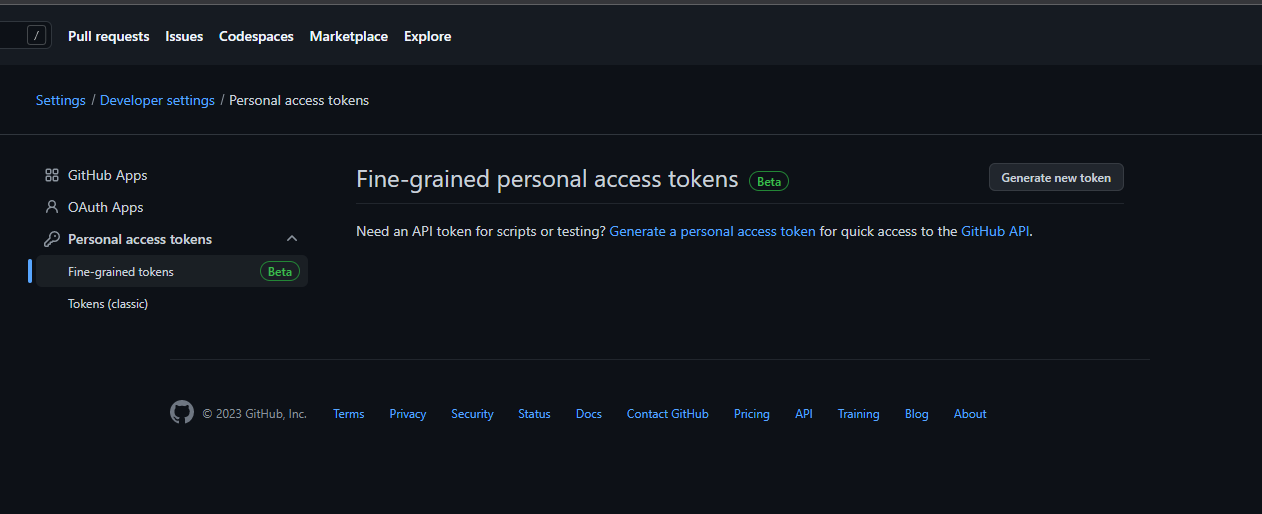 / Pull requests Issues Codespaces Marketplace Explore
Settings / Developer settings / Personal access tokens
GitHub Apps
OAuth Apps
Personal access tokens
Fine-grained tokens Beta
Tokens (classic)
Fine-grained personal access tokens Beta Generate new token
Need an API token for scripts or testing? Generate a personal access token for quick access to the GitHub API.
© 2023 GitHub, Inc. Terms Privacy Security Status Docs Contact GitHub Pricing API Training Blog About